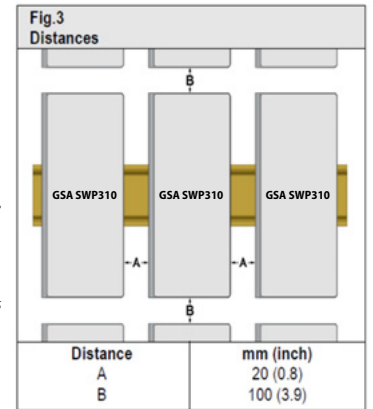 Fig.3
Distances
B
GSA SWP310 GSA SWP310 GSA SWP310
A A
B
Distance mm (inch)
A 20 (0.8)
B 100 (3.9)